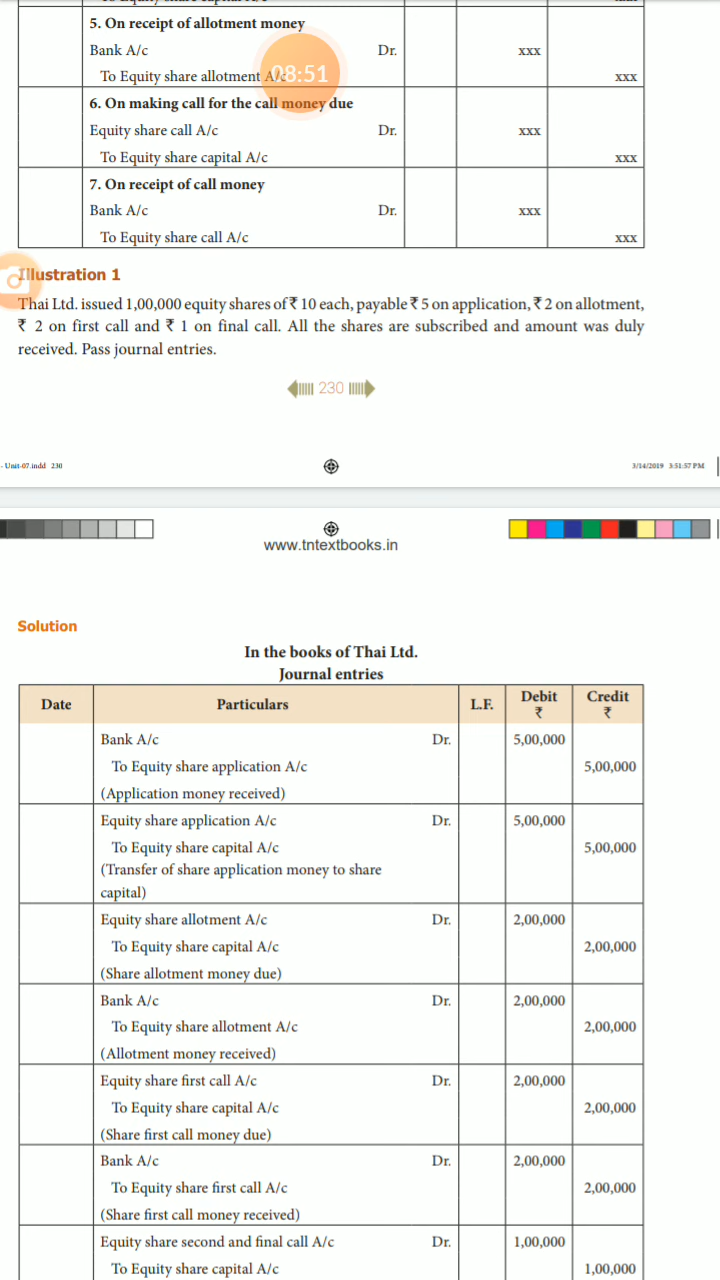 5. On receipt of allotment money
Bank A/c Dr. xxx
To Equity share allotment A/c xxx
08:51
6. On making call for the call money due
Equity share call A/c Dr. xxx
To Equity share capital A/c xxx
7. On receipt of call money
Bank A/c Dr. xxx
To Equity share call A/c xxx
Illustration 1
Thai Ltd. issued 1,00,000 equity shares of ₹ 10 each, payable ₹ 5 on application, ₹ 2 on allotment,
₹ 2 on first call and ₹ 1 on final call. All the shares are subscribed and amount was duly
received. Pass journal entries.
230
- Unit-07.indd 230 3/14/2019 3:51:57 PM
www.tntextbooks.in
Solution
In the books of Thai Ltd.
Journal entries
Date Particulars L.F. Debit ₹ Credit ₹
Bank A/c Dr. 5,00,000
To Equity share application A/c 5,00,000
(Application money received)
Equity share application A/c Dr. 5,00,000
To Equity share capital A/c 5,00,000
(Transfer of share application money to share
capital)
Equity share allotment A/c Dr. 2,00,000
To Equity share capital A/c 2,00,000
(Share allotment money due)
Bank A/c Dr. 2,00,000
To Equity share allotment A/c 2,00,000
(Allotment money received)
Equity share first call A/c Dr. 2,00,000
To Equity share capital A/c 2,00,000
(Share first call money due)
Bank A/c Dr. 2,00,000
To Equity share first call A/c 2,00,000
(Share first call money received)
Equity share second and final call A/c Dr. 1,00,000
To Equity share capital A/c 1,00,000